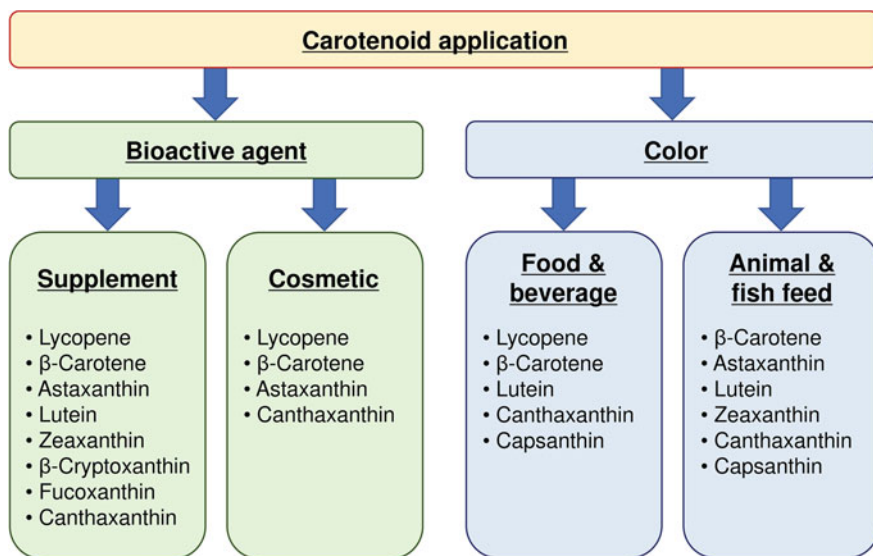 Carotenoid application
Bioactive agent
Color
Supplement
• Lycopene
• β-Carotene
• Astaxanthin
• Lutein
• Zeaxanthin
• β-Cryptoxanthin
• Fucoxanthin
• Canthaxanthin
Cosmetic
• Lycopene
• β-Carotene
• Astaxanthin
• Canthaxanthin
Food &
beverage
• Lycopene
• β-Carotene
• Lutein
• Canthaxanthin
• Capsanthin
Animal &
fish feed
• β-Carotene
• Astaxanthin
• Lutein
• Zeaxanthin
• Canthaxanthin
• Capsanthin